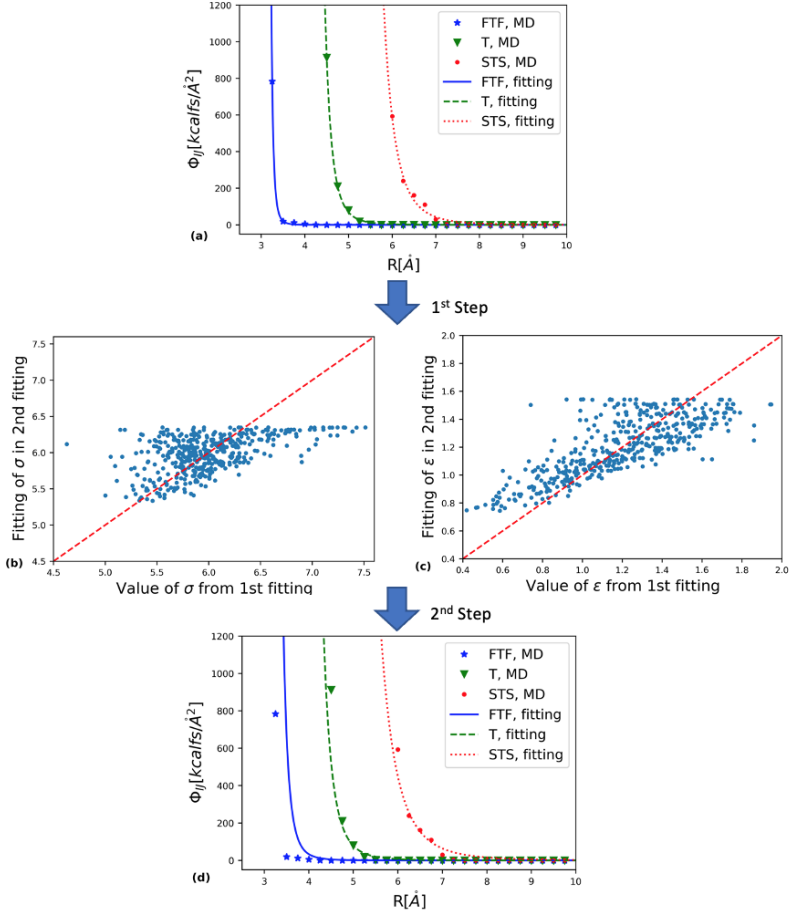 1200
1000
800
600
400
200
0
Φ_IJ[kcalfs/Å²]
FTF, MD
T, MD
STS, MD
FTF, fitting
T, fitting
STS, fitting
3 4 5 6 7 8 9 10
(a)
R[Å]
1st Step
7.5
7.0
6.5
6.0
5.5
5.0
4.5
Fitting of σ in 2nd fitting
4.5 5.0 5.5 6.0 6.5 7.0 7.5
(b)
Value of σ from 1st fitting
2.0
1.8
1.6
1.4
1.2
1.0
0.8
0.6
0.4
Fitting of ε in 2nd fitting
0.4 0.6 0.8 1.0 1.2 1.4 1.6 1.8 2.0
(c)
Value of ε from 1st fitting
2nd Step
1200
1000
800
600
400
200
0
Φ_IJ[kcalfs/Å²]
FTF, MD
T, MD
STS, MD
FTF, fitting
T, fitting
STS, fitting
3 4 5 6 7 8 9 10
(d)
R[Å]